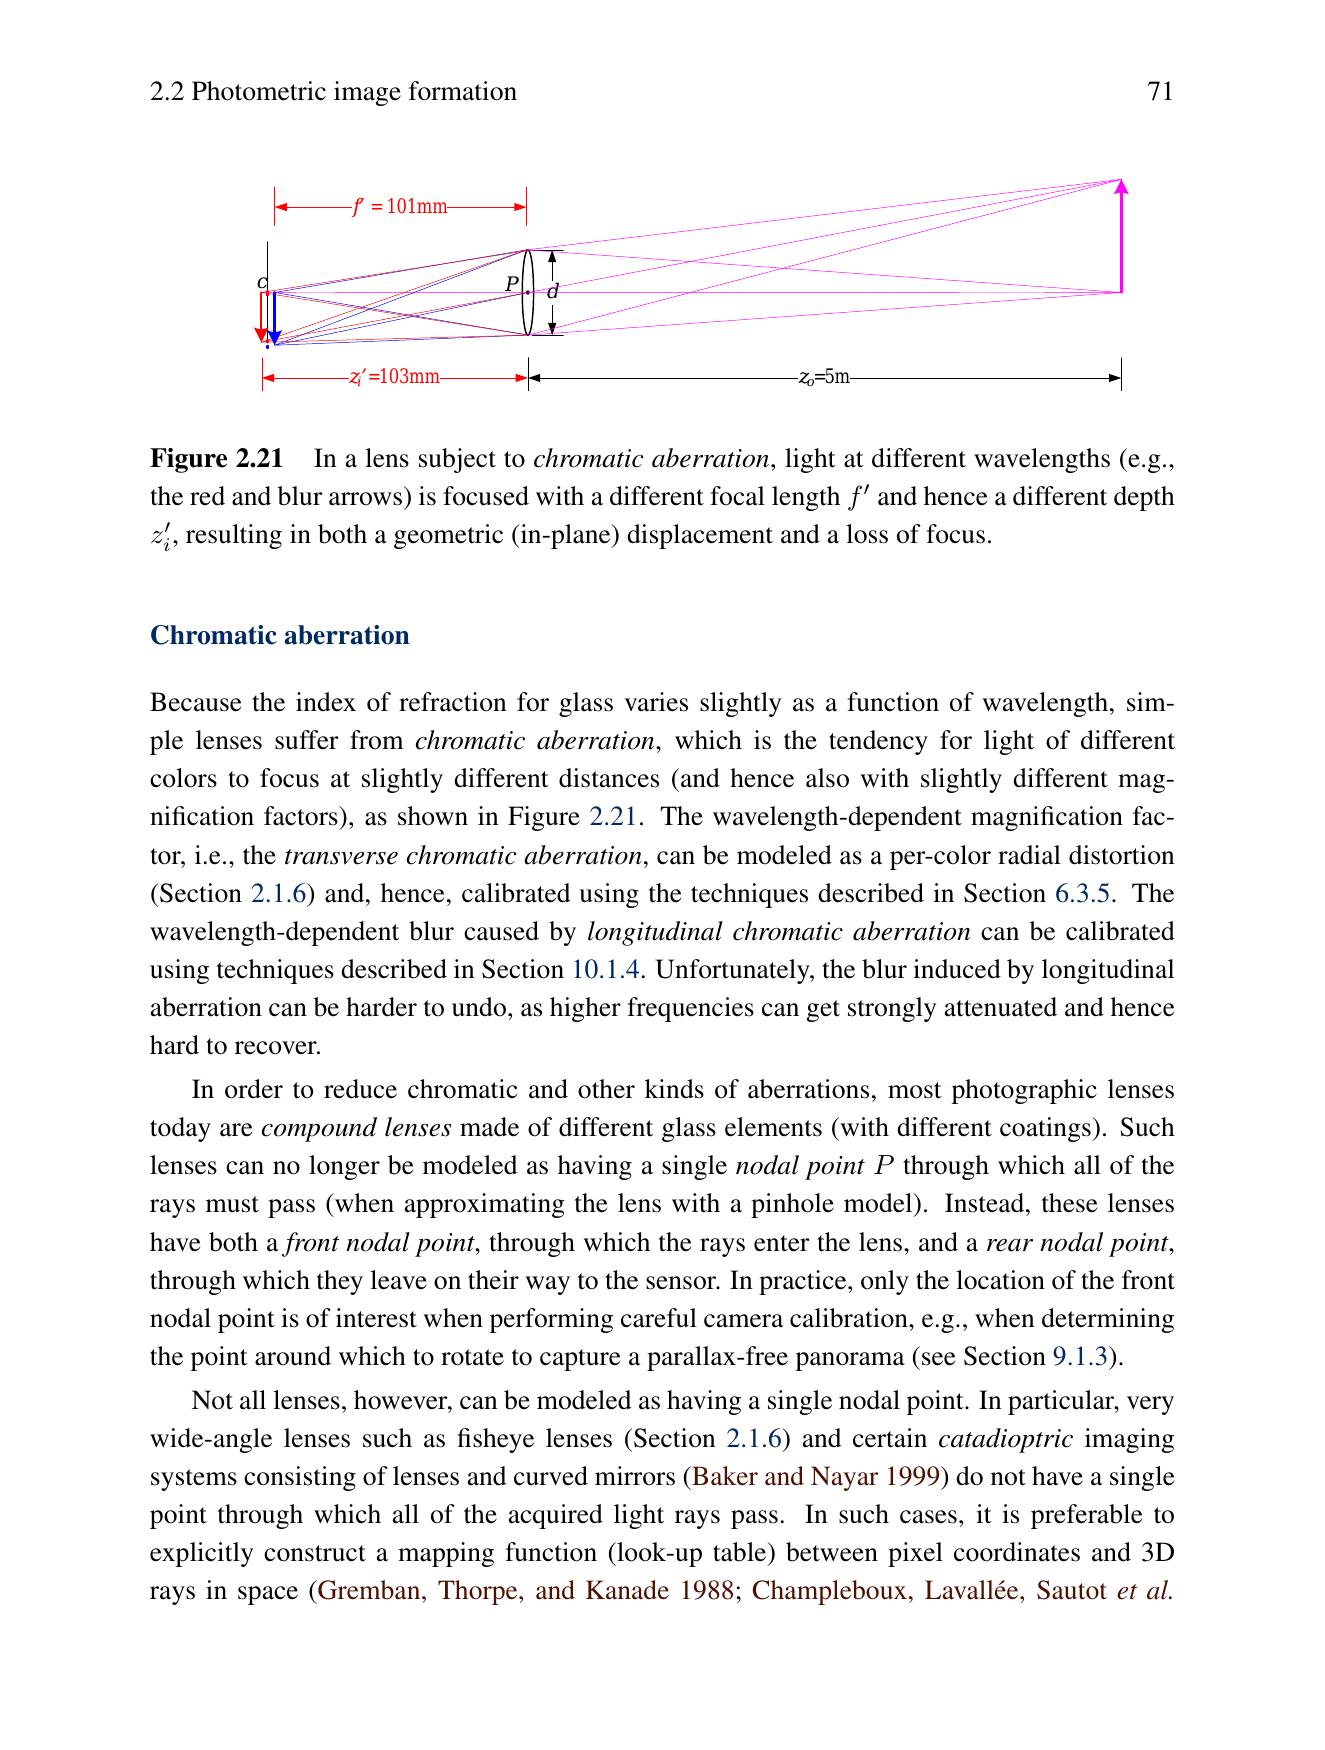 2.2 Photometric image formation 71
f′ = 101mm
c
P
d
zi′=103mm
zo=5m
Figure 2.21 In a lens subject to chromatic aberration, light at different wavelengths (e.g.,
the red and blur arrows) is focused with a different focal length f′ and hence a different depth
z′i, resulting in both a geometric (in-plane) displacement and a loss of focus.
Chromatic aberration
Because the index of refraction for glass varies slightly as a function of wavelength, sim-
ple lenses suffer from chromatic aberration, which is the tendency for light of different
colors to focus at slightly different distances (and hence also with slightly different mag-
nification factors), as shown in Figure 2.21. The wavelength-dependent magnification fac-
tor, i.e., the transverse chromatic aberration, can be modeled as a per-color radial distortion
(Section 2.1.6) and, hence, calibrated using the techniques described in Section 6.3.5. The
wavelength-dependent blur caused by longitudinal chromatic aberration can be calibrated
using techniques described in Section 10.1.4. Unfortunately, the blur induced by longitudinal
aberration can be harder to undo, as higher frequencies can get strongly attenuated and hence
hard to recover.
In order to reduce chromatic and other kinds of aberrations, most photographic lenses
today are compound lenses made of different glass elements (with different coatings). Such
lenses can no longer be modeled as having a single nodal point P through which all of the
rays must pass (when approximating the lens with a pinhole model). Instead, these lenses
have both a front nodal point, through which the rays enter the lens, and a rear nodal point,
through which they leave on their way to the sensor. In practice, only the location of the front
nodal point is of interest when performing careful camera calibration, e.g., when determining
the point around which to rotate to capture a parallax-free panorama (see Section 9.1.3).
Not all lenses, however, can be modeled as having a single nodal point. In particular, very
wide-angle lenses such as fisheye lenses (Section 2.1.6) and certain catadioptric imaging
systems consisting of lenses and curved mirrors (Baker and Nayar 1999) do not have a single
point through which all of the acquired light rays pass. In such cases, it is preferable to
explicitly construct a mapping function (look-up table) between pixel coordinates and 3D
rays in space (Gremban, Thorpe, and Kanade 1988; Champleboux, Lavallée, Sautot et al.